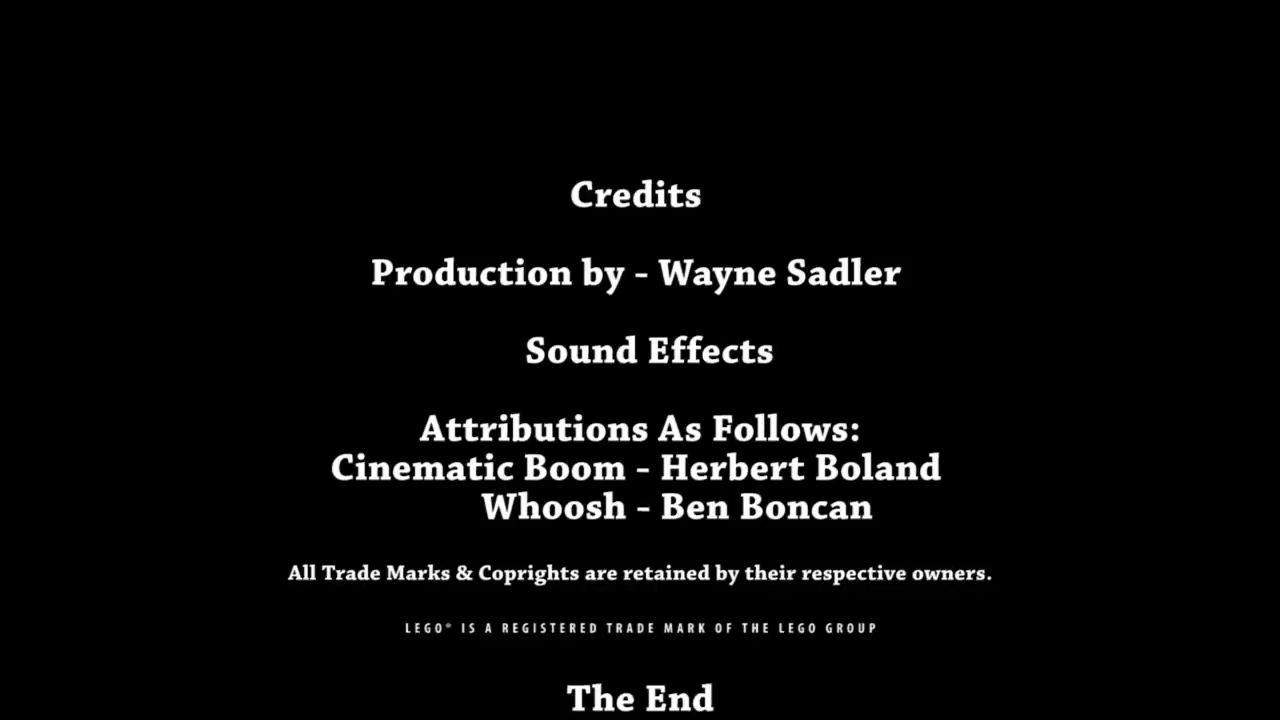 Credits
Production by - Wayne Sadler
Sound Effects
Attributions As Follows:
Cinematic Boom - Herbert Boland
Whoosh - Ben Boncan
All Trade Marks & Coprights are retained by their respective owners.
LEGO® IS A REGISTERED TRADE MARK OF THE LEGO GROUP
The End